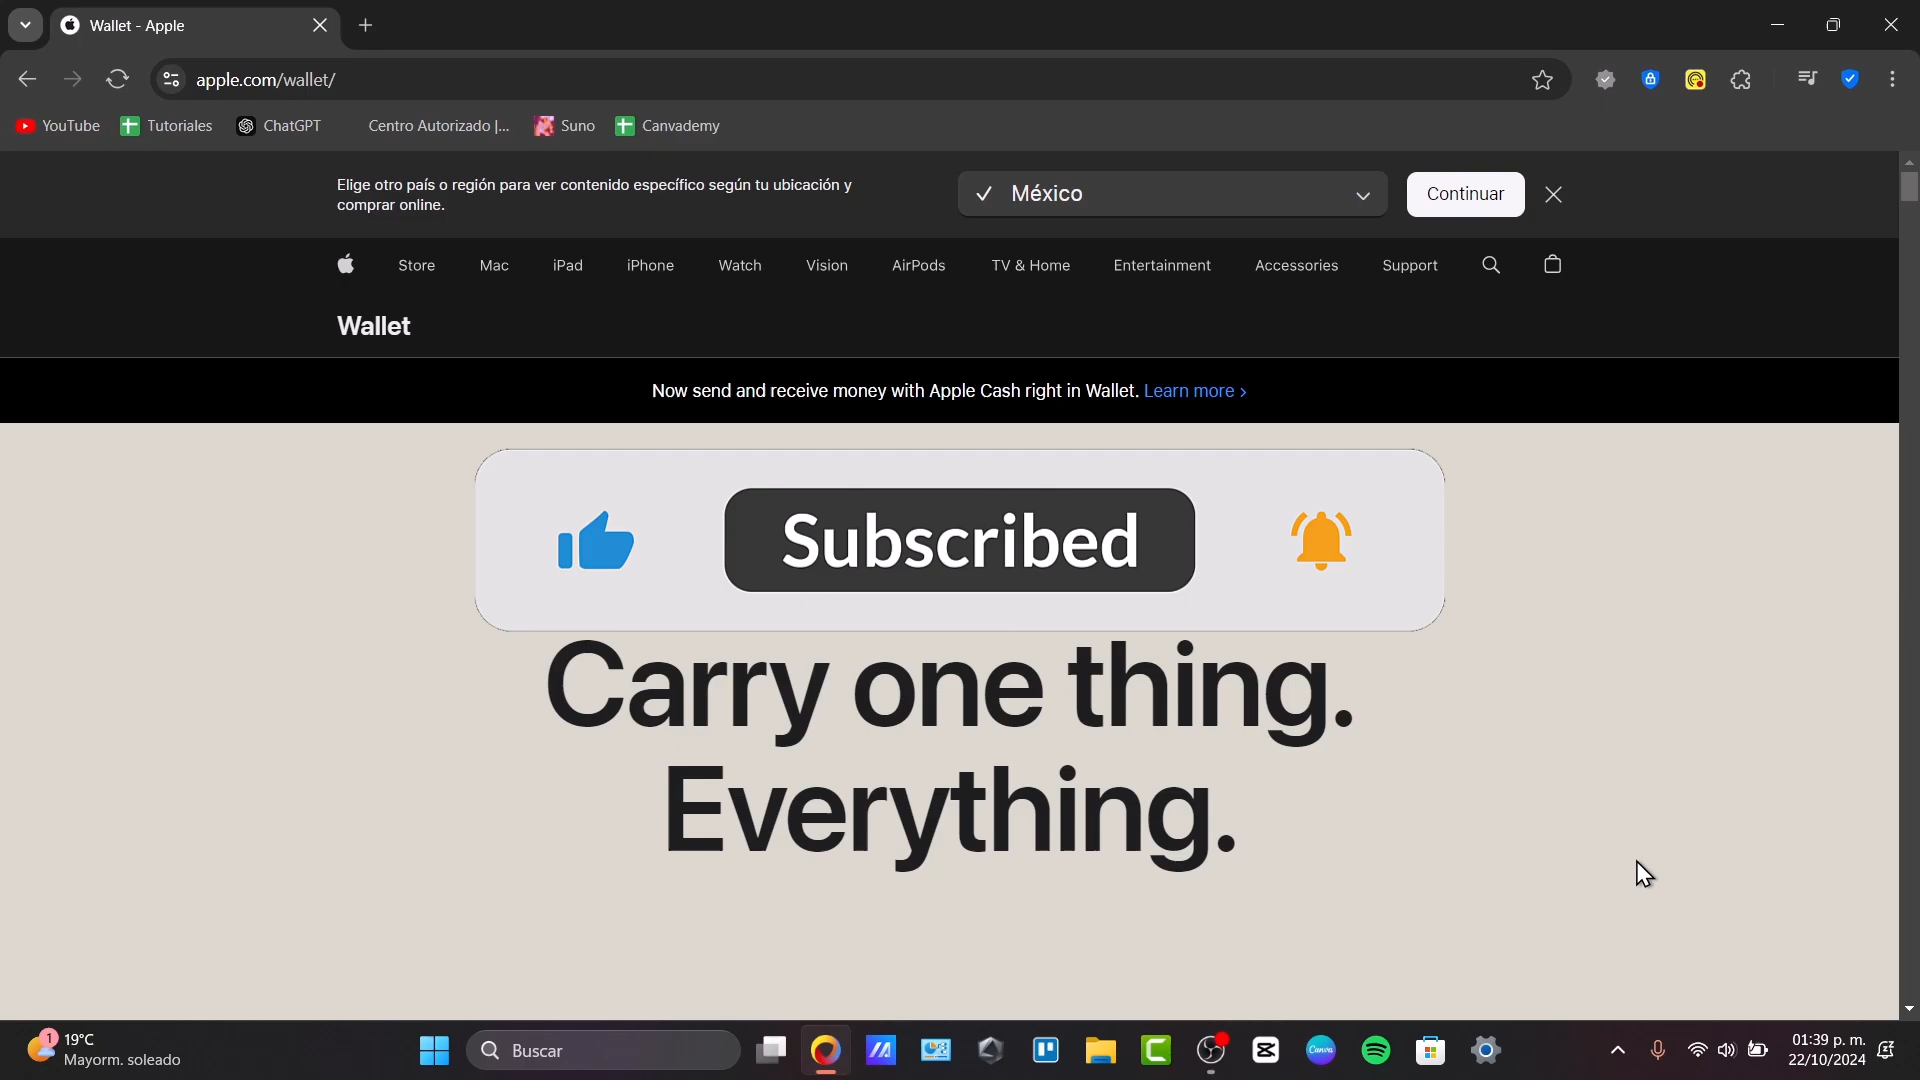 Wallet - Apple
apple.com/wallet/
YouTube
Tutoriales
ChatGPT
Centro Autorizado |...
Suno
Canvademy
Elige otro país o región para ver contenido específico según tu ubicación y
comprar online.
México
Continuar
Store
Mac
iPad
iPhone
Watch
Vision
AirPods
TV & Home
Entertainment
Accessories
Support
Wallet
Now send and receive money with Apple Cash right in Wallet. Learn more >
Subscribed
Carry one thing.
Everything.
1
19°C
Mayorm. soleado
Buscar
Canva
01:39 p. m.
22/10/2024